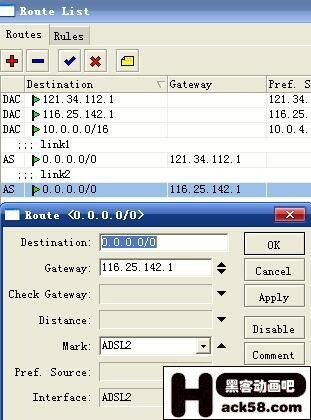 Route List
Routes Rules
Destination Gateway Pref. S
DAC 121.34.112.1 121.34.
DAC 116.25.142.1 116.25
DAC 10.0.0.0/16 10.0.4.
;;; link1
AS 0.0.0.0/0 121.34.112.1
;;; link2
AS 0.0.0.0/0 116.25.142.1
Route <0.0.0.0/0>
Destination: 0.0.0.0/0 OK
Gateway: 116.25.142.1 Cancel
Check Gateway: Apply
Distance:
Mark: ADSL2 Disable
Pref. Source: Comment
Interface: ADSL2
H 黑客动画吧
ack58.com